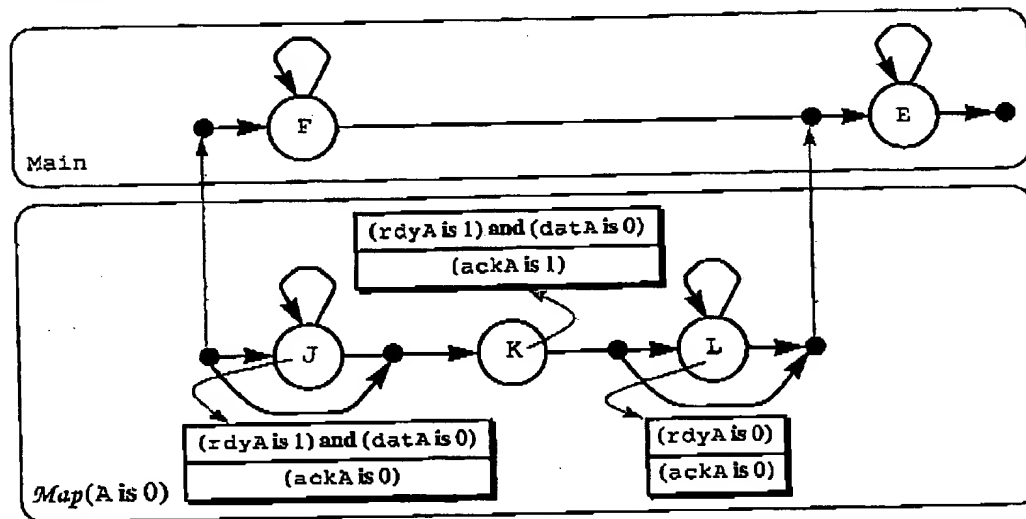 F
E
Main
(rdyA is 1) and (datA is 0)
(ackA is 1)
J
K
L
(rdyA is 1) and (datA is 0)
(ackA is 0)
(rdyA is 0)
(ackA is 0)
Map(A is 0)